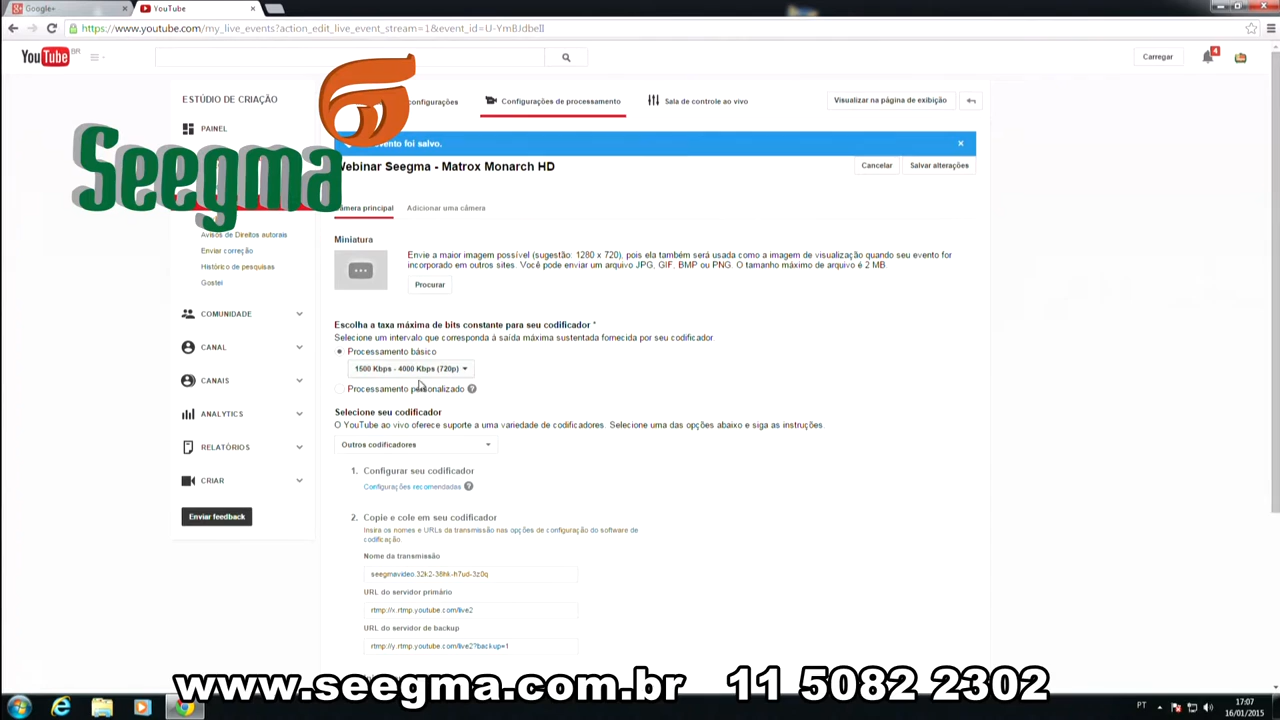 Google+
YouTube
https://www.youtube.com/my_live_events?action_edit_live_event_stream=1&event_id=U-YmBJdbelI
YouTube BR
Carregar
4
ESTÚDIO DE CRIAÇÃO
configurações
Configurações de processamento
Sala de controle ao vivo
Visualizar na página de exibição
PAINEL
evento foi salvo.
Seegma
Webinar Seegma - Matrox Monarch HD
Cancelar
Salvar alterações
Câmera principal
Adicionar uma câmera
Avisos de Direitos autorais
Enviar correção
Histórico de pesquisas
Gostei
Miniatura
Envie a maior imagem possível (sugestão: 1280 x 720), pois ela também será usada como a imagem de visualização quando seu evento for
incorporado em outros sites. Você pode enviar um arquivo JPG, GIF, BMP ou PNG. O tamanho máximo de arquivo é 2 MB
Procurar
COMUNIDADE
CANAL
CANAIS
ANALYTICS
RELATÓRIOS
CRIAR
Enviar feedback
Escolha a taxa máxima de bits constante para seu codificador *
Selecione um intervalo que corresponda à saída máxima sustentada fornecida por seu codificador.
Processamento básico
1500 Kbps - 4000 Kbps (720p)
Processamento personalizado ?
Selecione seu codificador
O YouTube ao vivo oferece suporte a uma variedade de codificadores. Selecione uma das opções abaixo e siga as instruções.
Outros codificadores
1. Configurar seu codificador
Configurações recomendadas ?
2. Copie e cole em seu codificador
Insira os nomes e URLs da transmissão nas opções de configuração do software de
codificação.
Nome da transmissão
seegmavideo.32k2-38hk-h7ud-3z0q
URL do servidor primário
rtmp://x.rtmp.youtube.com/live2
URL do servidor de backup
rtmp://y.rtmp.youtube.com/live2?backup=1
www.seegma.com.br 11 5082 2302
PT
17:07
16/01/2015